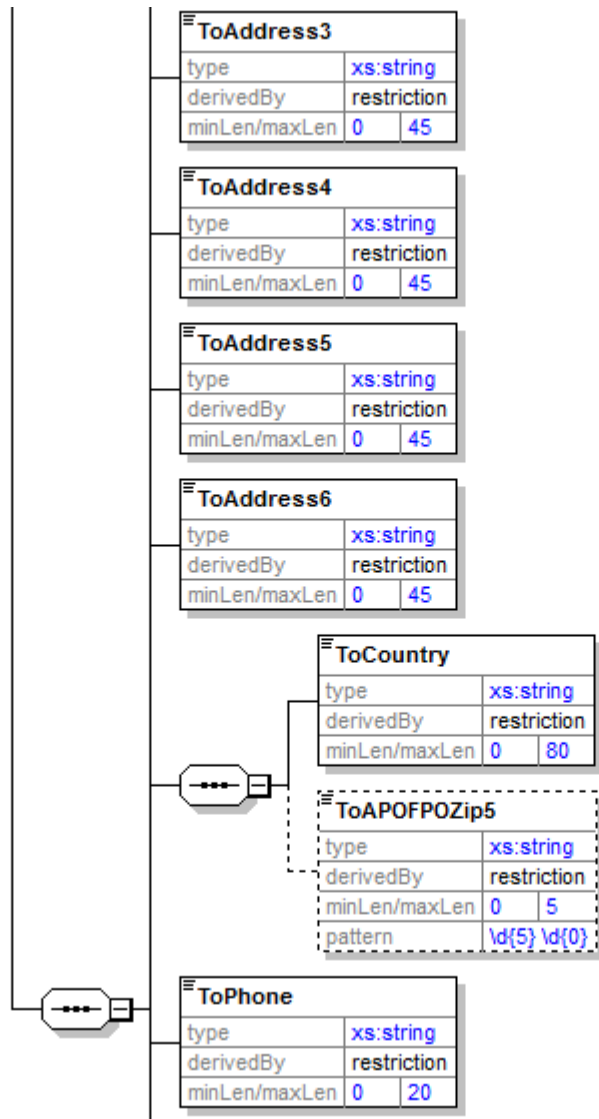 ToAddress3
type xs:string
derivedBy restriction
minLen/maxLen 0 45
ToAddress4
type xs:string
derivedBy restriction
minLen/maxLen 0 45
ToAddress5
type xs:string
derivedBy restriction
minLen/maxLen 0 45
ToAddress6
type xs:string
derivedBy restriction
minLen/maxLen 0 45
ToCountry
type xs:string
derivedBy restriction
minLen/maxLen 0 80
ToAPOFPOZip5
type xs:string
derivedBy restriction
minLen/maxLen 0 5
pattern \d{5} \d{0}
ToPhone
type xs:string
derivedBy restriction
minLen/maxLen 0 20